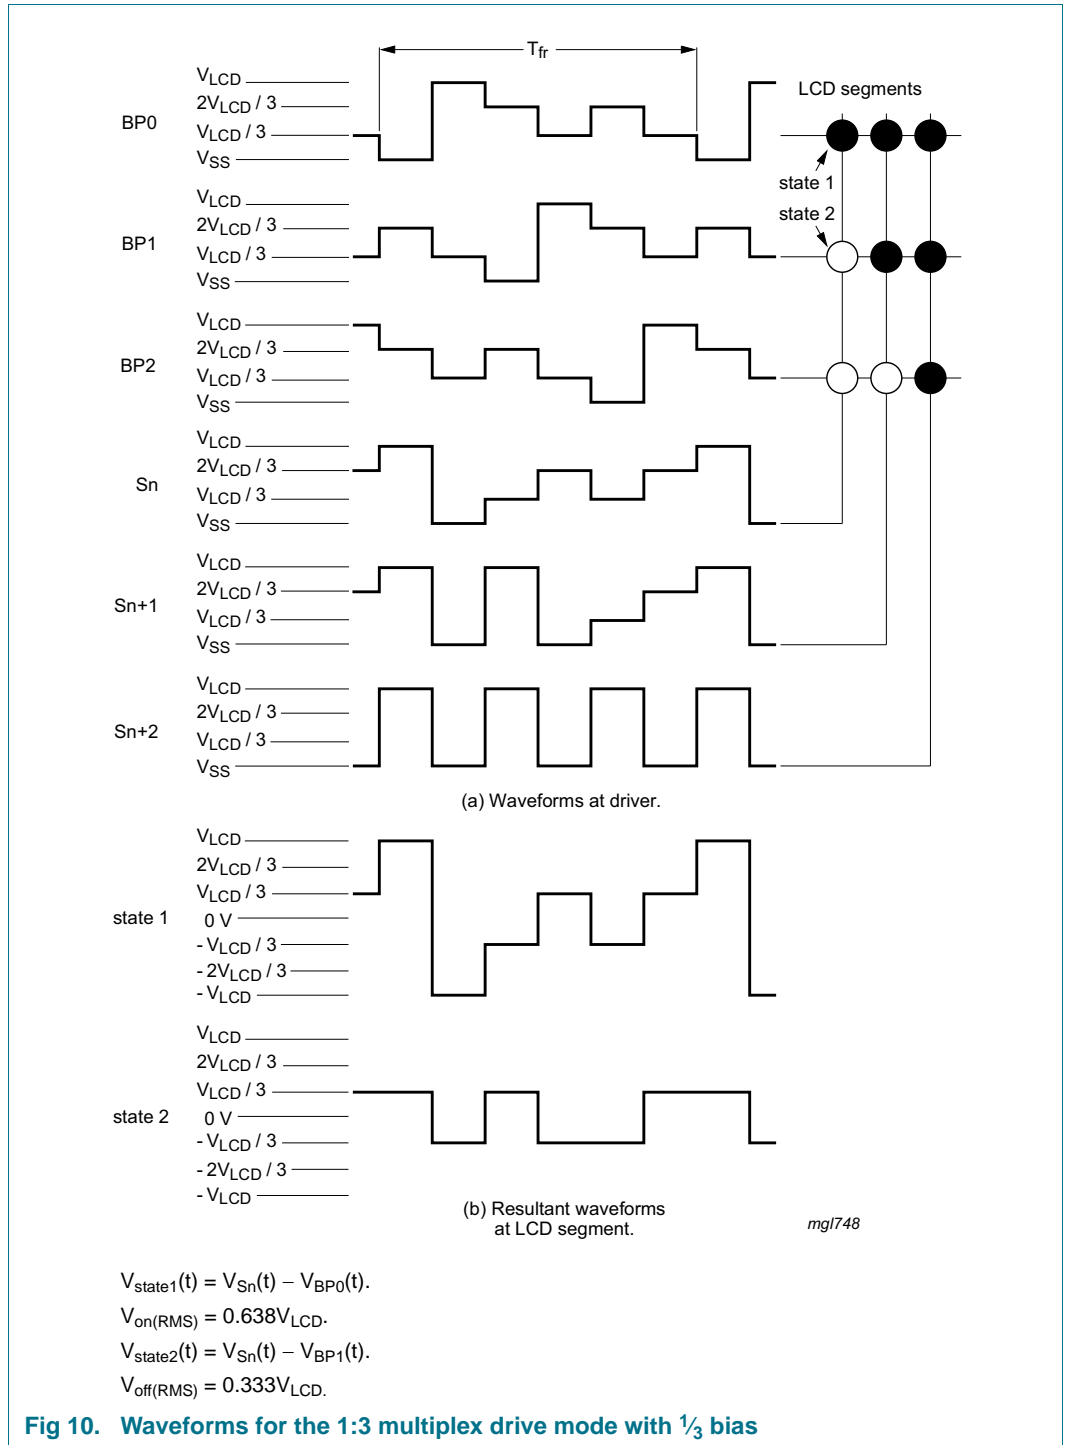 T_fr
BP0
V_LCD
2V_LCD / 3
V_LCD / 3
V_SS
LCD segments
state 1
state 2
BP1
V_LCD
2V_LCD / 3
V_LCD / 3
V_SS
BP2
V_LCD
2V_LCD / 3
V_LCD / 3
V_SS
Sn
V_LCD
2V_LCD / 3
V_LCD / 3
V_SS
Sn+1
V_LCD
2V_LCD / 3
V_LCD / 3
V_SS
Sn+2
V_LCD
2V_LCD / 3
V_LCD / 3
V_SS
(a) Waveforms at driver.
state 1
V_LCD
2V_LCD / 3
V_LCD / 3
0 V
- V_LCD / 3
- 2V_LCD / 3
- V_LCD
state 2
V_LCD
2V_LCD / 3
V_LCD / 3
0 V
- V_LCD / 3
- 2V_LCD / 3
- V_LCD
(b) Resultant waveforms
at LCD segment.
mgl748
V_state1(t) = V_Sn(t) − V_BP0(t).
V_on(RMS) = 0.638V_LCD.
V_state2(t) = V_Sn(t) − V_BP1(t).
V_off(RMS) = 0.333V_LCD.
Fig 10. Waveforms for the 1:3 multiplex drive mode with 1⁄3 bias